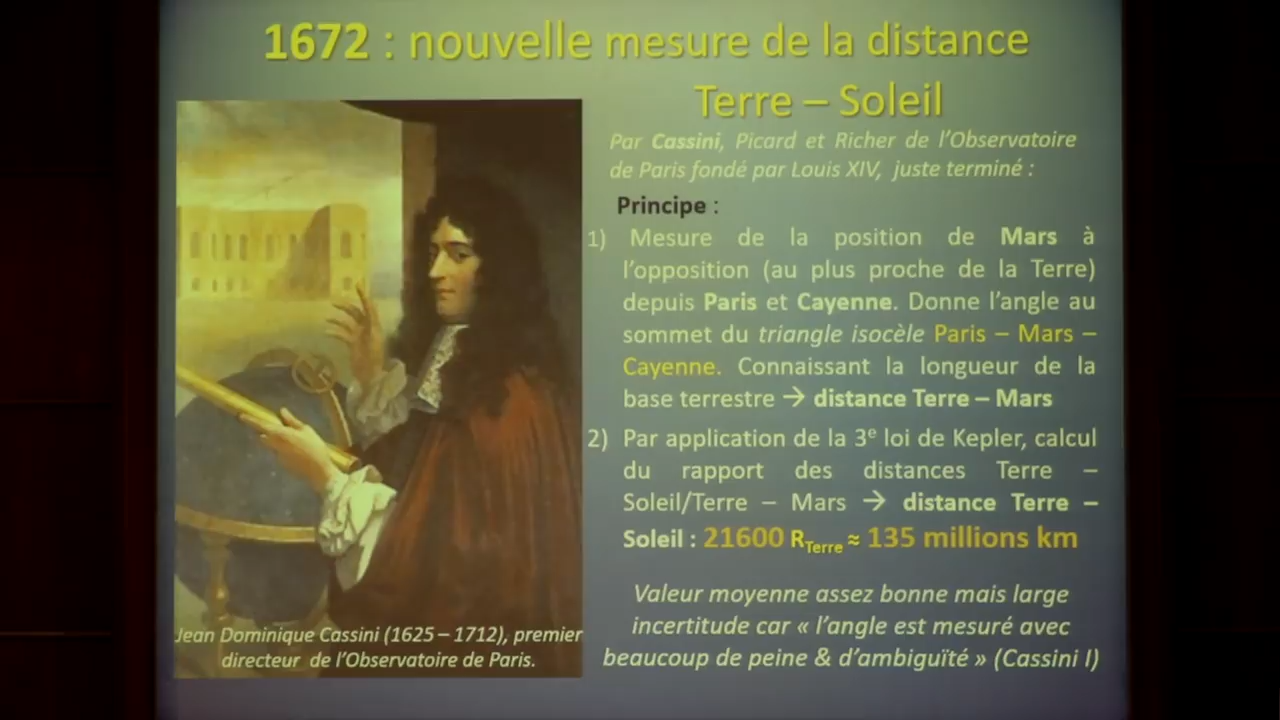 1672 : nouvelle mesure de la distance
Terre – Soleil
Par Cassini, Picard et Richer de l’Observatoire
de Paris fondé par Louis XIV, juste terminé :
Principe :
1) Mesure de la position de Mars à
l’opposition (au plus proche de la Terre)
depuis Paris et Cayenne. Donne l’angle au
sommet du triangle isocèle Paris – Mars –
Cayenne. Connaissant la longueur de la
base terrestre → distance Terre – Mars
2) Par application de la 3e loi de Kepler, calcul
du rapport des distances Terre –
Soleil/Terre – Mars → distance Terre –
Soleil : 21600 RTerre ≈ 135 millions km
Valeur moyenne assez bonne mais large
incertitude car « l’angle est mesuré avec
beaucoup de peine & d’ambiguïté » (Cassini I)
Jean Dominique Cassini (1625 – 1712), premier
directeur de l’Observatoire de Paris.